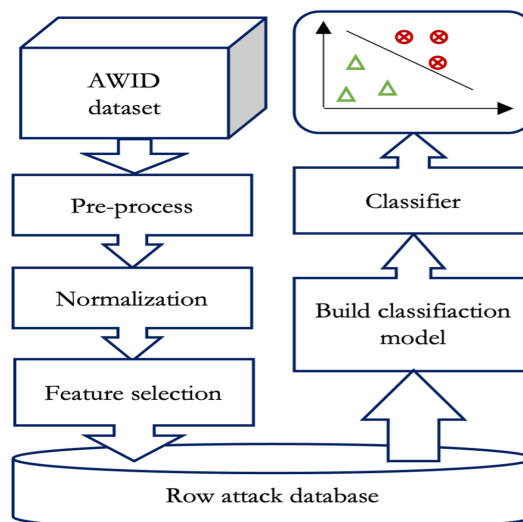 AWID
dataset
Pre-process
Normalization
Feature selection
Row attack database
Build classifiaction
model
Classifier